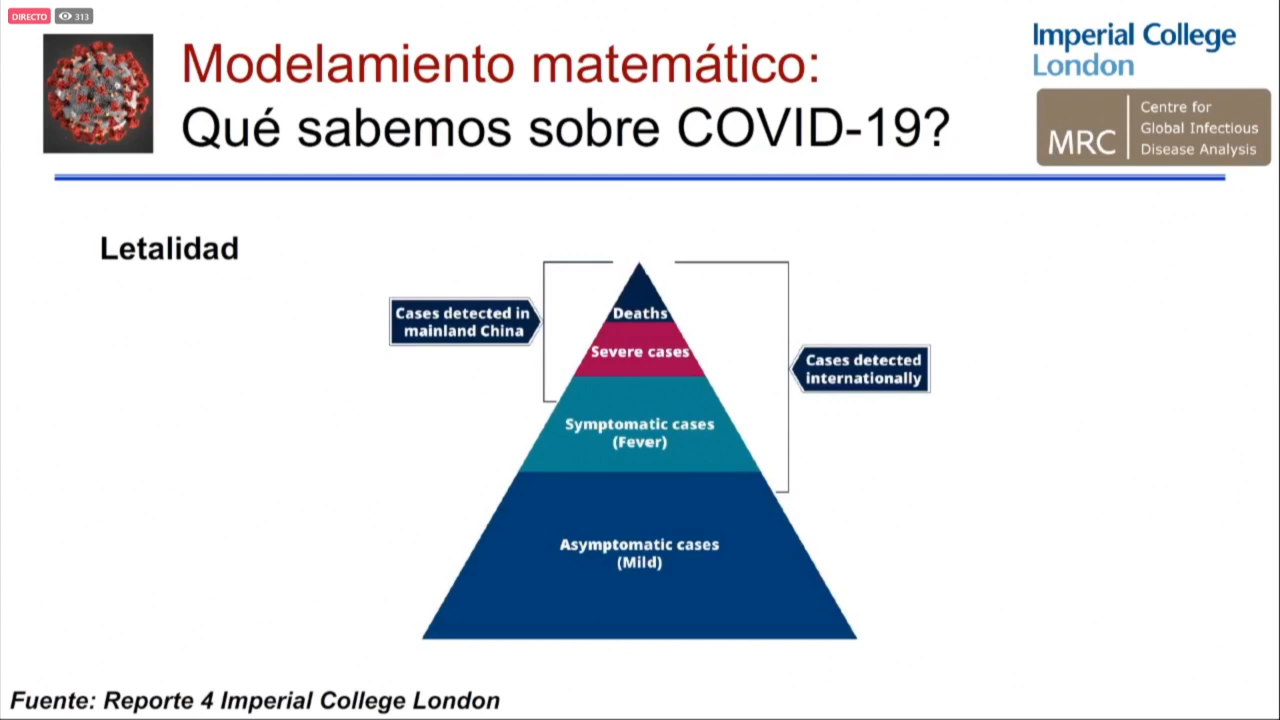 DIRECTO 313
Modelamiento matemático:
Qué sabemos sobre COVID-19?
Imperial College
London
MRC
Centre for
Global Infectious
Disease Analysis
Letalidad
Cases detected in
mainland China
Deaths
Severe cases
Cases detected
internationally
Symptomatic cases
(Fever)
Asymptomatic cases
(Mild)
Fuente: Reporte 4 Imperial College London